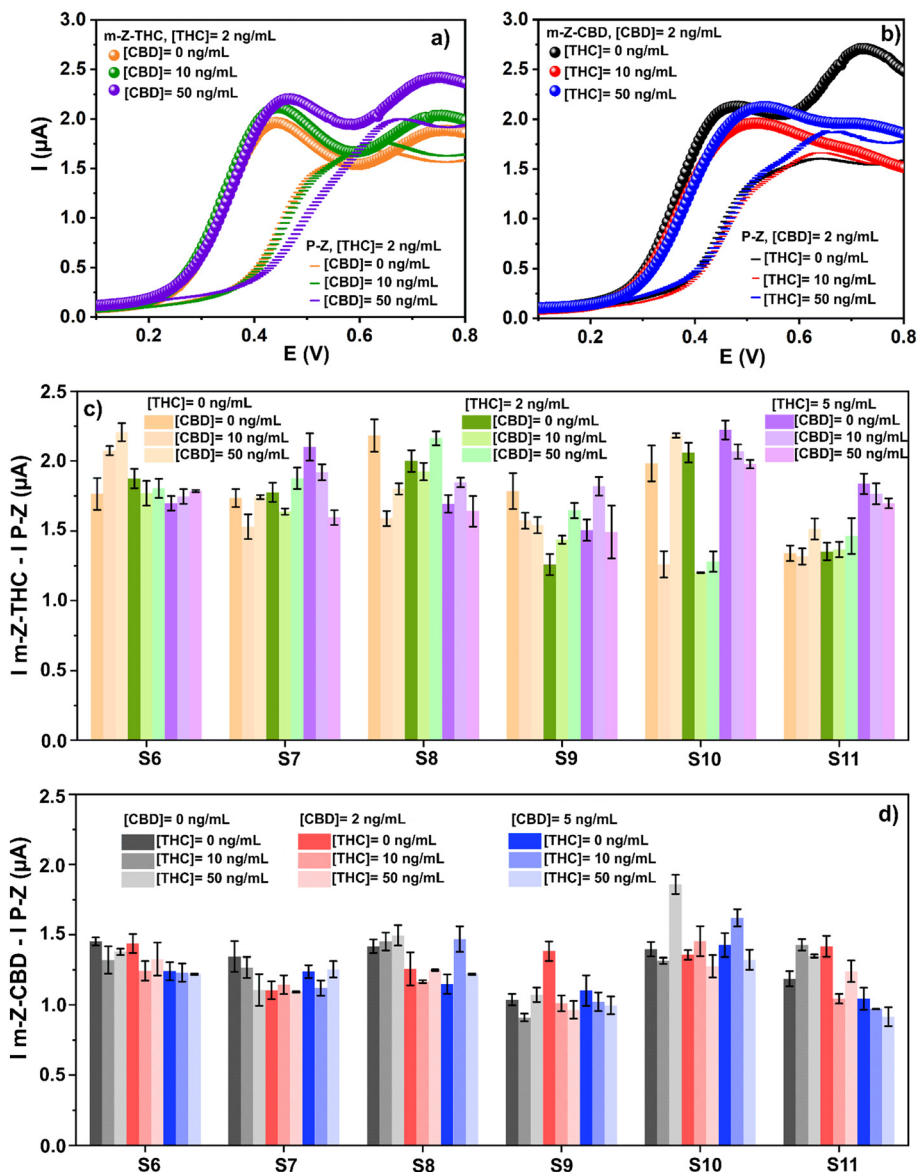 a)
m-Z-THC, [THC]= 2 ng/mL
[CBD]= 0 ng/mL
[CBD]= 10 ng/mL
[CBD]= 50 ng/mL
P-Z, [THC]= 2 ng/mL
[CBD]= 0 ng/mL
[CBD]= 10 ng/mL
[CBD]= 50 ng/mL
I (µA)
3.0
2.5
2.0
1.5
1.0
0.5
0.0
0.2
0.4
0.6
0.8
E (V)
b)
m-Z-CBD, [CBD]= 2 ng/mL
[THC]= 0 ng/mL
[THC]= 10 ng/mL
[THC]= 50 ng/mL
P-Z, [CBD]= 2 ng/mL
[THC]= 0 ng/mL
[THC]= 10 ng/mL
[THC]= 50 ng/mL
3.0
2.5
2.0
1.5
1.0
0.5
0.0
0.2
0.4
0.6
0.8
E (V)
c)
[THC]= 0 ng/mL
[CBD]= 0 ng/mL
[CBD]= 10 ng/mL
[CBD]= 50 ng/mL
[THC]= 2 ng/mL
[CBD]= 0 ng/mL
[CBD]= 10 ng/mL
[CBD]= 50 ng/mL
[THC]= 5 ng/mL
[CBD]= 0 ng/mL
[CBD]= 10 ng/mL
[CBD]= 50 ng/mL
I m-Z-THC - I P-Z (µA)
2.5
2.0
1.5
1.0
0.5
0.0
S6
S7
S8
S9
S10
S11
d)
[CBD]= 0 ng/mL
[THC]= 0 ng/mL
[THC]= 10 ng/mL
[THC]= 50 ng/mL
[CBD]= 2 ng/mL
[THC]= 0 ng/mL
[THC]= 10 ng/mL
[THC]= 50 ng/mL
[CBD]= 5 ng/mL
[THC]= 0 ng/mL
[THC]= 10 ng/mL
[THC]= 50 ng/mL
I m-Z-CBD - I P-Z (µA)
2.5
2.0
1.5
1.0
0.5
0.0
S6
S7
S8
S9
S10
S11